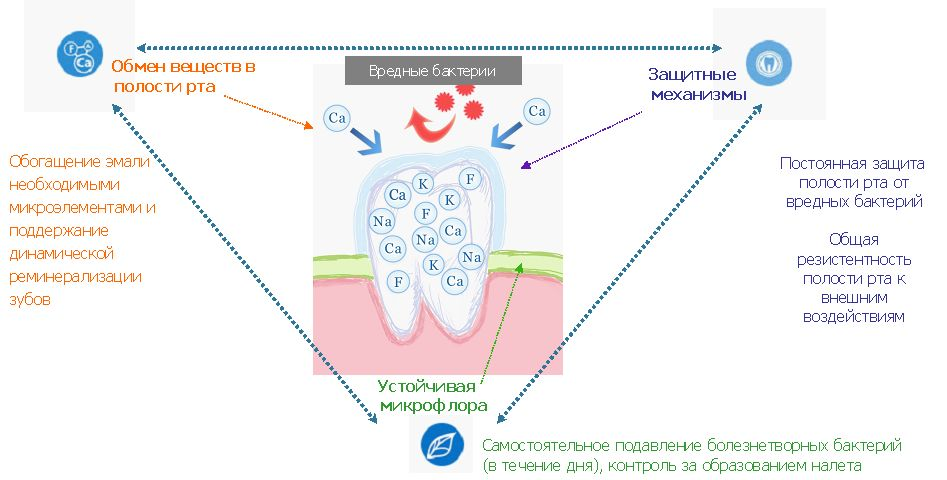 F
Ca
Обмен веществ в
полости рта
Обогащение эмали
необходимыми
микроэлементами и
поддержание
динамической
реминерализации
зубов
Вредные бактерии
Ca
Ca
Ca
K
F
K
F
Na
Ca
Na
Ca
K
Na
F
Ca
Защитные
механизмы
Постоянная защита
полости рта от
вредных бактерий
Общая
резистентность
полости рта к
внешним
воздействиям
Устойчивая
микрофлора
Самостоятельное подавление болезнетворных бактерий
(в течение дня), контроль за образованием налета